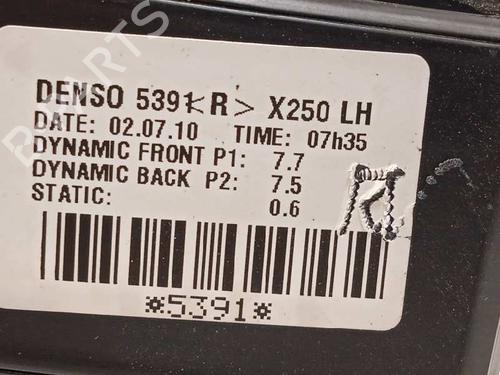 DENSO 5391<R> X250 LH
DATE: 02.07.10 TIME: 07h35
DYNAMIC FRONT P1: 7.7
DYNAMIC BACK P2: 7.5
STATIC: 0.6
*5391*